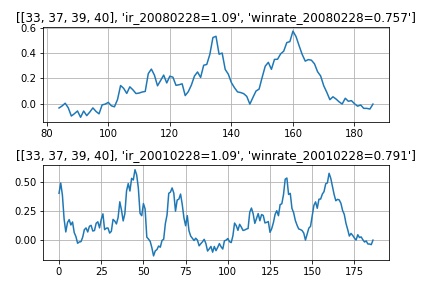 [[33, 37, 39, 40], 'ir_20080228=1.09', 'winrate_20080228=0.757']
0.6
0.4
0.2
0.0
80 100 120 140 160 180
[[33, 37, 39, 40], 'ir_20010228=1.09', 'winrate_20010228=0.791']
0.50
0.25
0.00
0 25 50 75 100 125 150 175